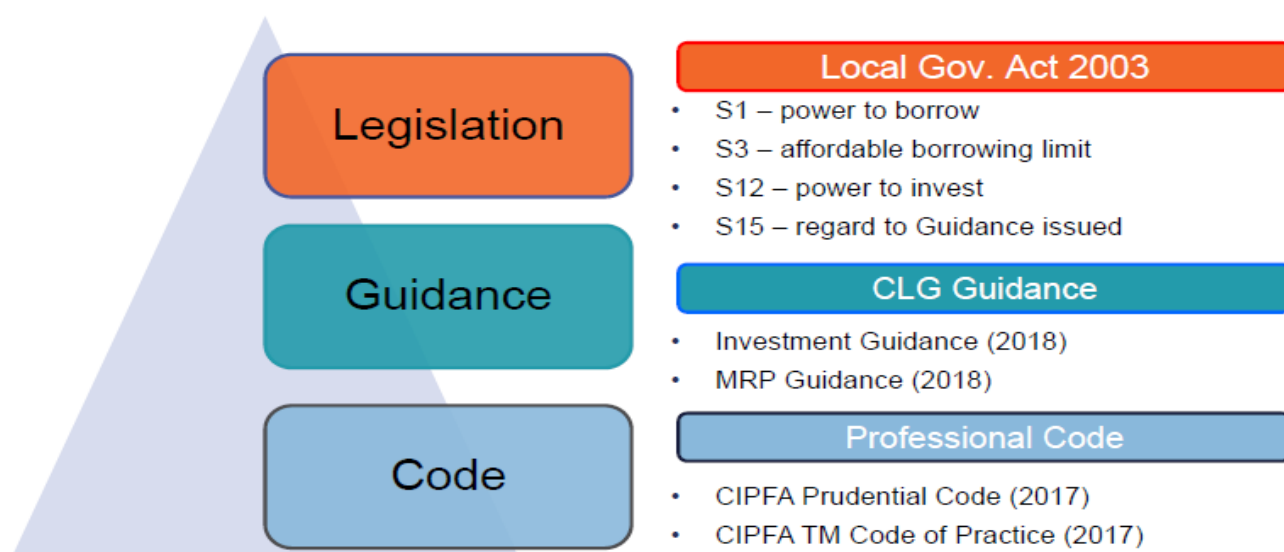 Legislation
Local Gov. Act 2003
• S1 – power to borrow
• S3 – affordable borrowing limit
• S12 – power to invest
• S15 – regard to Guidance issued
Guidance
CLG Guidance
• Investment Guidance (2018)
• MRP Guidance (2018)
Code
Professional Code
• CIPFA Prudential Code (2017)
• CIPFA TM Code of Practice (2017)